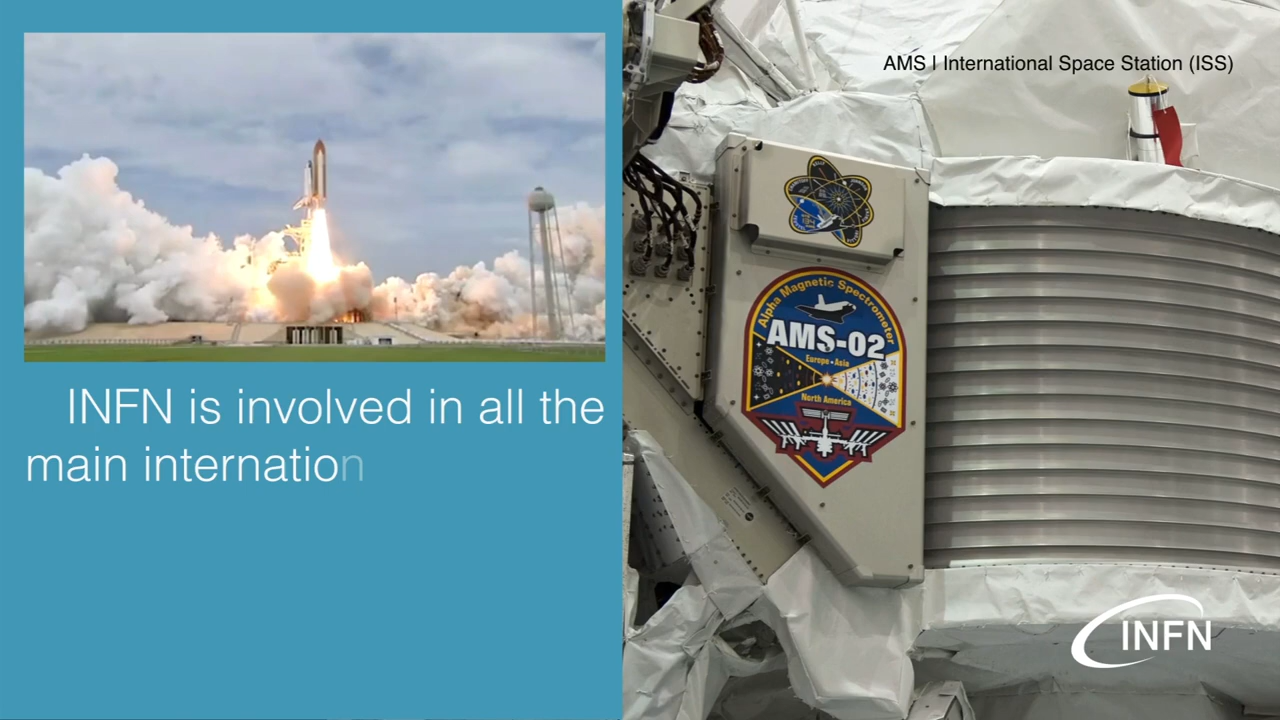 AMS | International Space Station (ISS)
INFN is involved in all the
main internation
Alpha Magnetic Spectrometer
AMS-02
Europe • Asia
North America
INFN